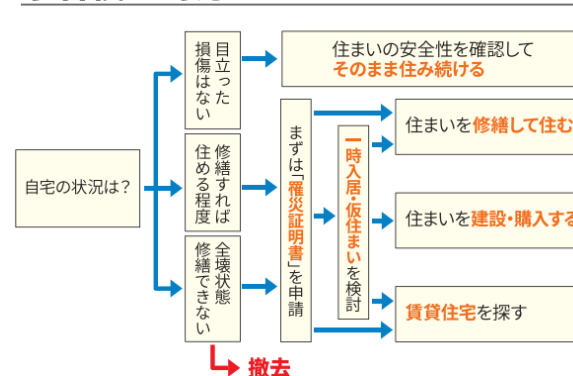 自宅の状況は？
目立った
損傷はない
修繕すれば
住める程度
全壊状態
修繕できない
撤去
住まいの安全性を確認して
そのまま住み続ける
まずは「罹災証明書」を申請
一時入居・仮住まいを検討
住まいを修繕して住む
住まいを建設・購入する
賃貸住宅を探す